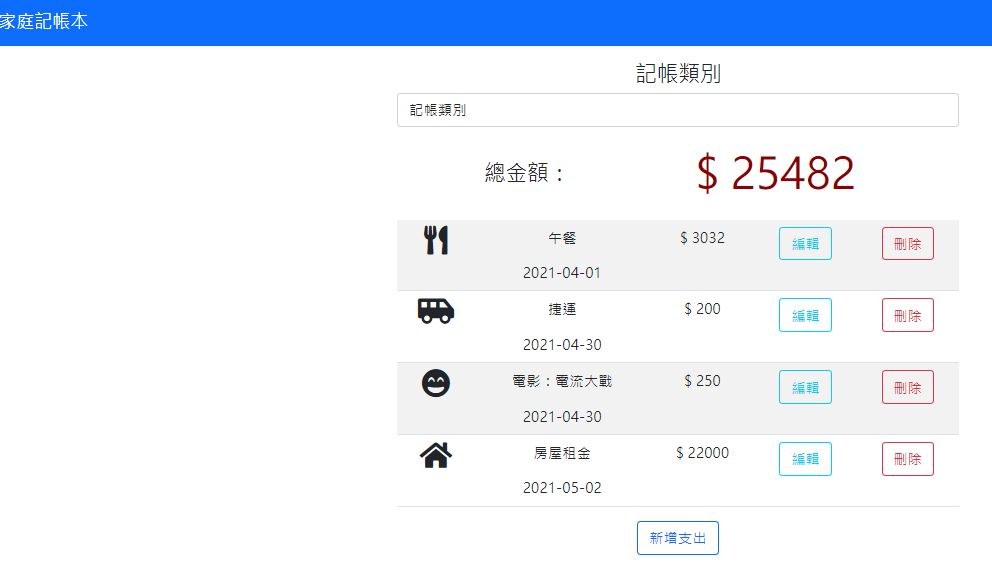 家庭記帳本
記帳類別
記帳類別
總金額： $ 25482
午餐 $ 3032 編輯 刪除
2021-04-01
捷運 $ 200 編輯 刪除
2021-04-30
電影：電流大戰 $ 250 編輯 刪除
2021-04-30
房屋租金 $ 22000 編輯 刪除
2021-05-02
新增支出